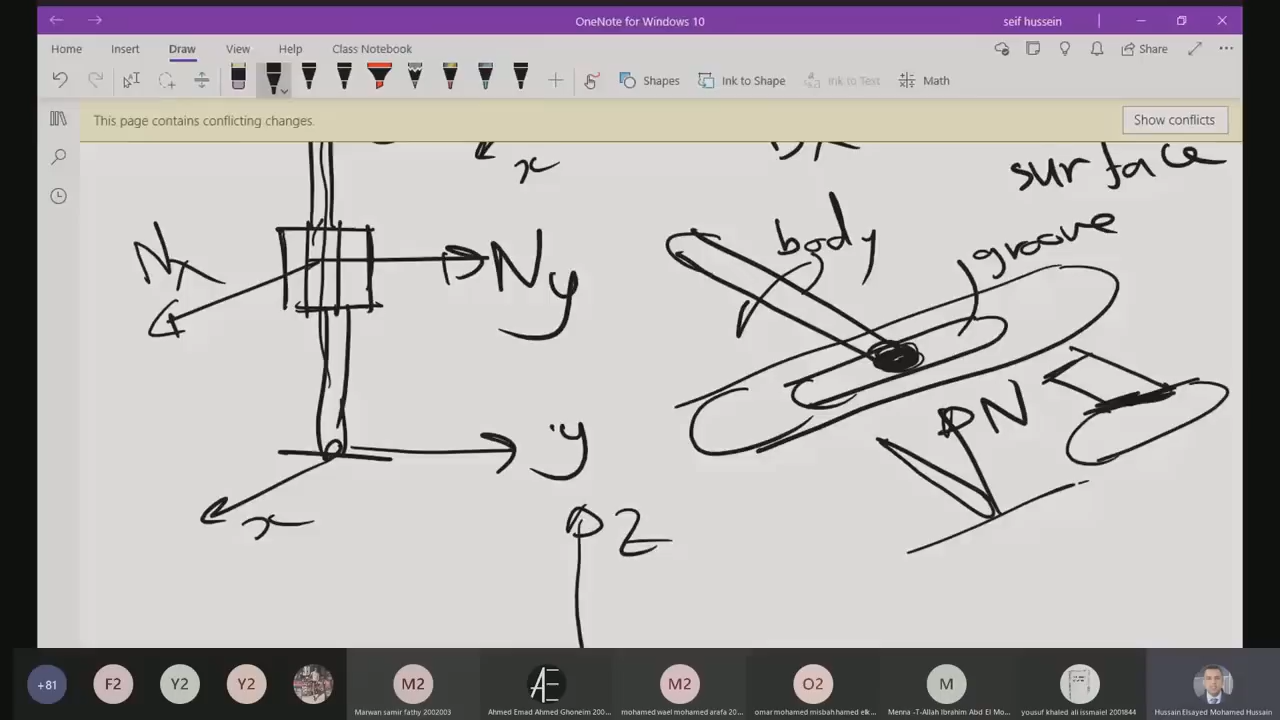 OneNote for Windows 10
seif hussein
Home Insert Draw View Help Class Notebook
Share
Shapes Ink to Shape Ink to Text Math
This page contains conflicting changes.
Show conflicts
x
surface
Nx
Ny
body
groove
N
y
x
Z
+81 F2 Y2 Y2 M2 AE M2 O2 M
Marwan samir fathy 2002003
Ahmed Emad Ahmed Ghoneim 200...
mohamed wael mohamed arafa 20...
omar mohamed misbah hamed elk...
Menna -T-Allah Ibrahim Abd El Mo...
yousuf khaled ali issmaiel 2001844
Hussain Elsayed Mohamed Hussain